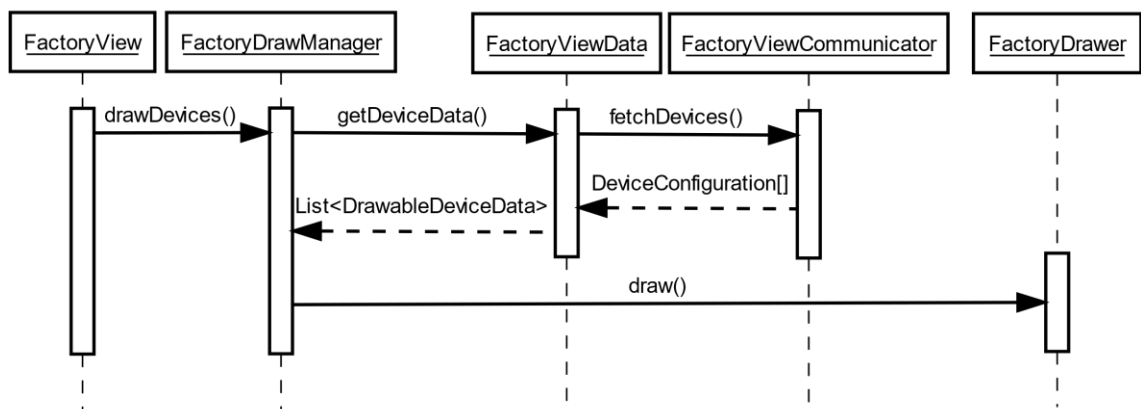 FactoryView
FactoryDrawManager
FactoryViewData
FactoryViewCommunicator
FactoryDrawer
drawDevices()
getDeviceData()
fetchDevices()
DeviceConfiguration[]
List<DrawableDeviceData>
draw()